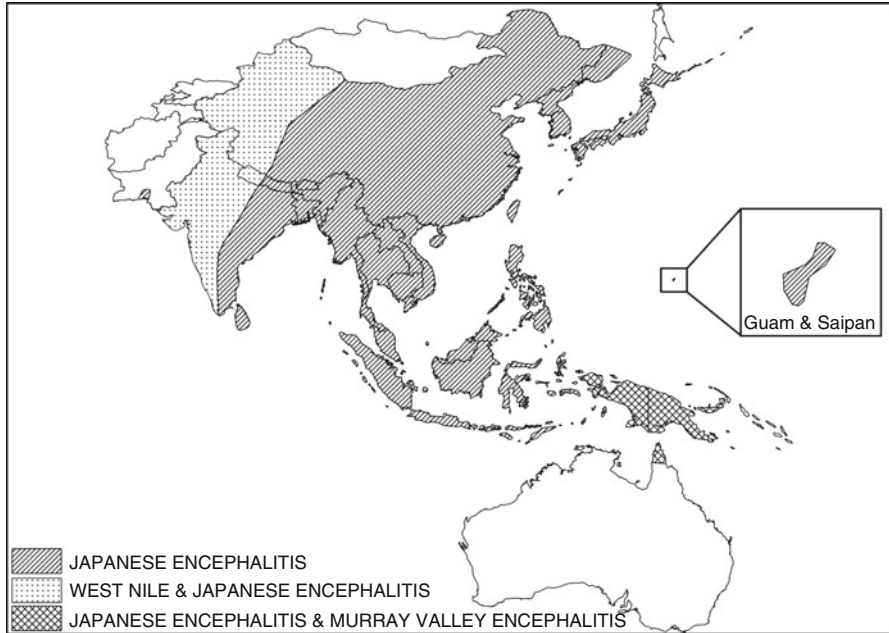 Guam & Saipan
JAPANESE ENCEPHALITIS
WEST NILE & JAPANESE ENCEPHALITIS
JAPANESE ENCEPHALITIS & MURRAY VALLEY ENCEPHALITIS